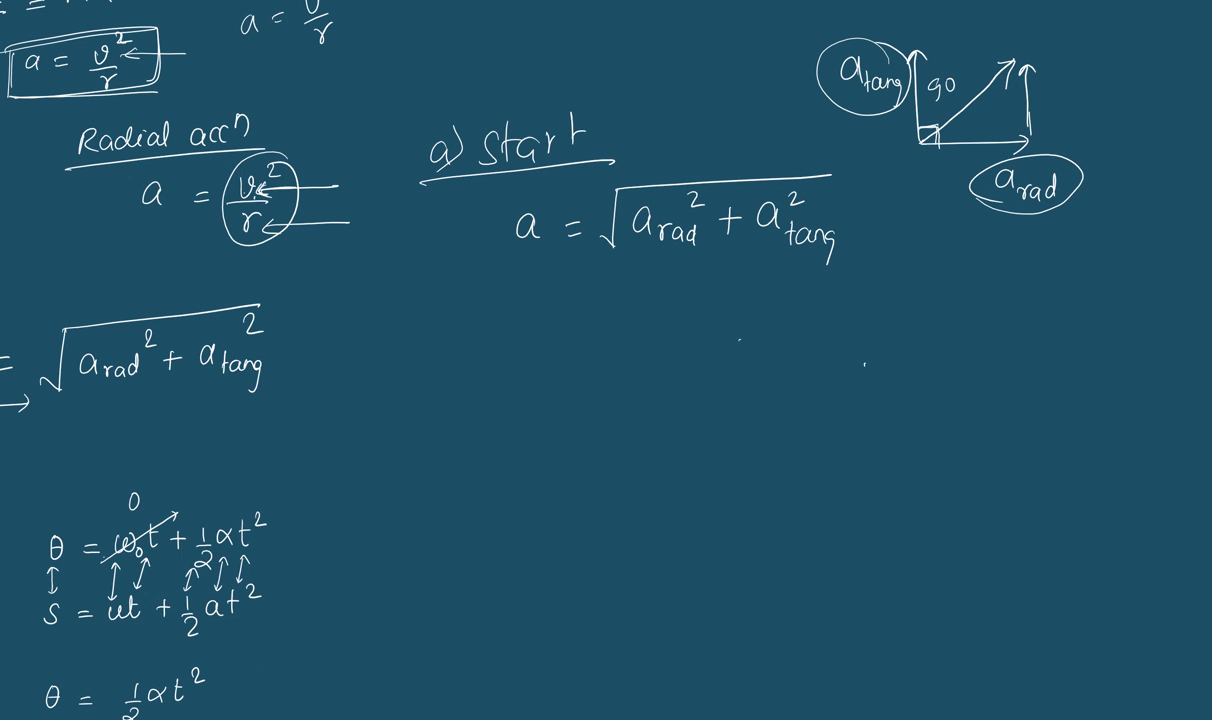 a = v/r
a = v²/r
Radial accⁿ
a = v²/r
a) Start
a = √(a_rad² + a_tang²)
a_tang
90
a_rad
= √(a_rad² + a_tang²)
0
θ = ω₀t + ½αt²
s = ut + ½at²
θ = ½αt²